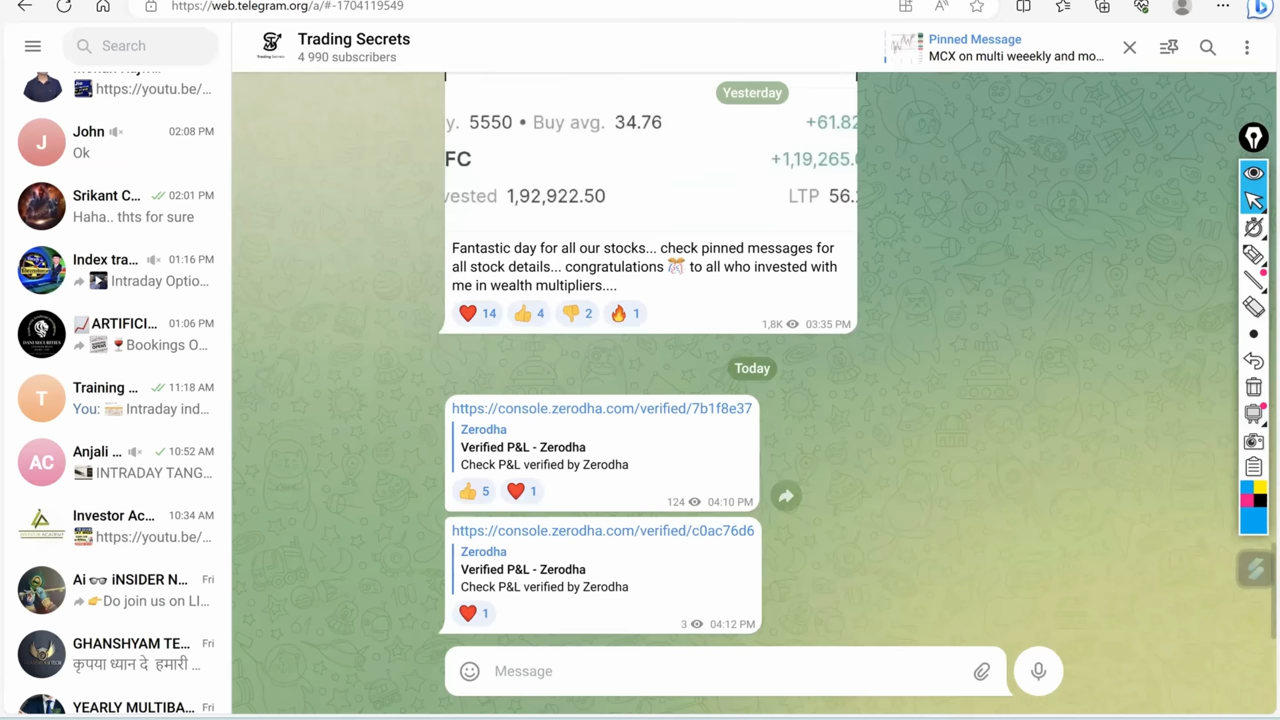 https://web.telegram.org/a/#-1704119549
Search
https://youtu.be/...
John 02:08 PM
Ok
Srikant C... 02:01 PM
Haha.. thts for sure
Index tra... 01:16 PM
Intraday Optio...
ARTIFICI... 01:06 PM
Bookings O...
Training ... 11:18 AM
You: Intraday ind...
Anjali ... 10:52 AM
INTRADAY TANG...
Investor Ac... 10:34 AM
https://youtu.be/...
Ai 👓 iNSIDER N... Fri
👉Do join us on LI...
GHANSHYAM TE... Fri
कृपया ध्यान दे हमारी ...
YEARLY MULTIBA... Fri
J
T
AC
Trading Secrets
4 990 subscribers
Pinned Message
MCX on multi weeekly and mo...
Yesterday
y. 5550 • Buy avg. 34.76 +61.82
FC +1,19,265.
vested 1,92,922.50 LTP 56.
Fantastic day for all our stocks... check pinned messages for
all stock details... congratulations 🎊 to all who invested with
me in wealth multipliers....
❤️ 14 👍 4 👎 2 🔥 1
1,8K 03:35 PM
Today
https://console.zerodha.com/verified/7b1f8e37
Zerodha
Verified P&L - Zerodha
Check P&L verified by Zerodha
👍 5 ❤️ 1
124 04:10 PM
https://console.zerodha.com/verified/c0ac76d6
Zerodha
Verified P&L - Zerodha
Check P&L verified by Zerodha
❤️ 1
3 04:12 PM
Message